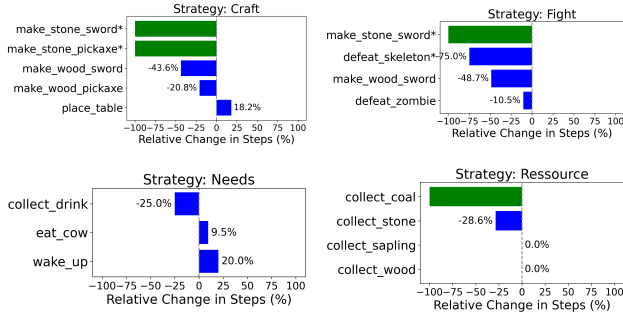 Strategy: Craft
make_stone_sword*
make_stone_pickaxe*
make_wood_sword
-43.6%
make_wood_pickaxe
-20.8%
place_table
18.2%
−100 −75 −50 −25 0 25 50 75 100
Relative Change in Steps (%)
Strategy: Fight
make_stone_sword*
defeat_skeleton*
-75.0%
make_wood_sword
-48.7%
defeat_zombie
-10.5%
−100 −75 −50 −25 0 25 50 75 100
Relative Change in Steps (%)
Strategy: Needs
collect_drink
-25.0%
eat_cow
9.5%
wake_up
20.0%
−100 −75 −50 −25 0 25 50 75 100
Relative Change in Steps (%)
Strategy: Ressource
collect_coal
collect_stone
-28.6%
collect_sapling
0.0%
collect_wood
0.0%
−100 −75 −50 −25 0 25 50 75 100
Relative Change in Steps (%)